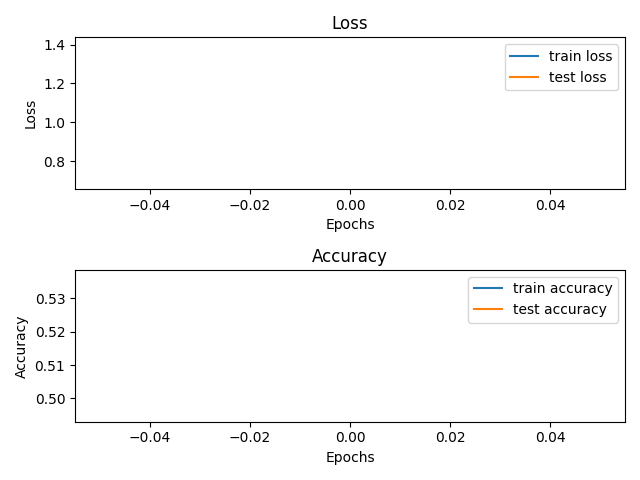 Loss
1.4
1.2
1.0
0.8
Loss
train loss
test loss
−0.04 −0.02 0.00 0.02 0.04
Epochs
Accuracy
0.53
0.52
0.51
0.50
Accuracy
train accuracy
test accuracy
−0.04 −0.02 0.00 0.02 0.04
Epochs